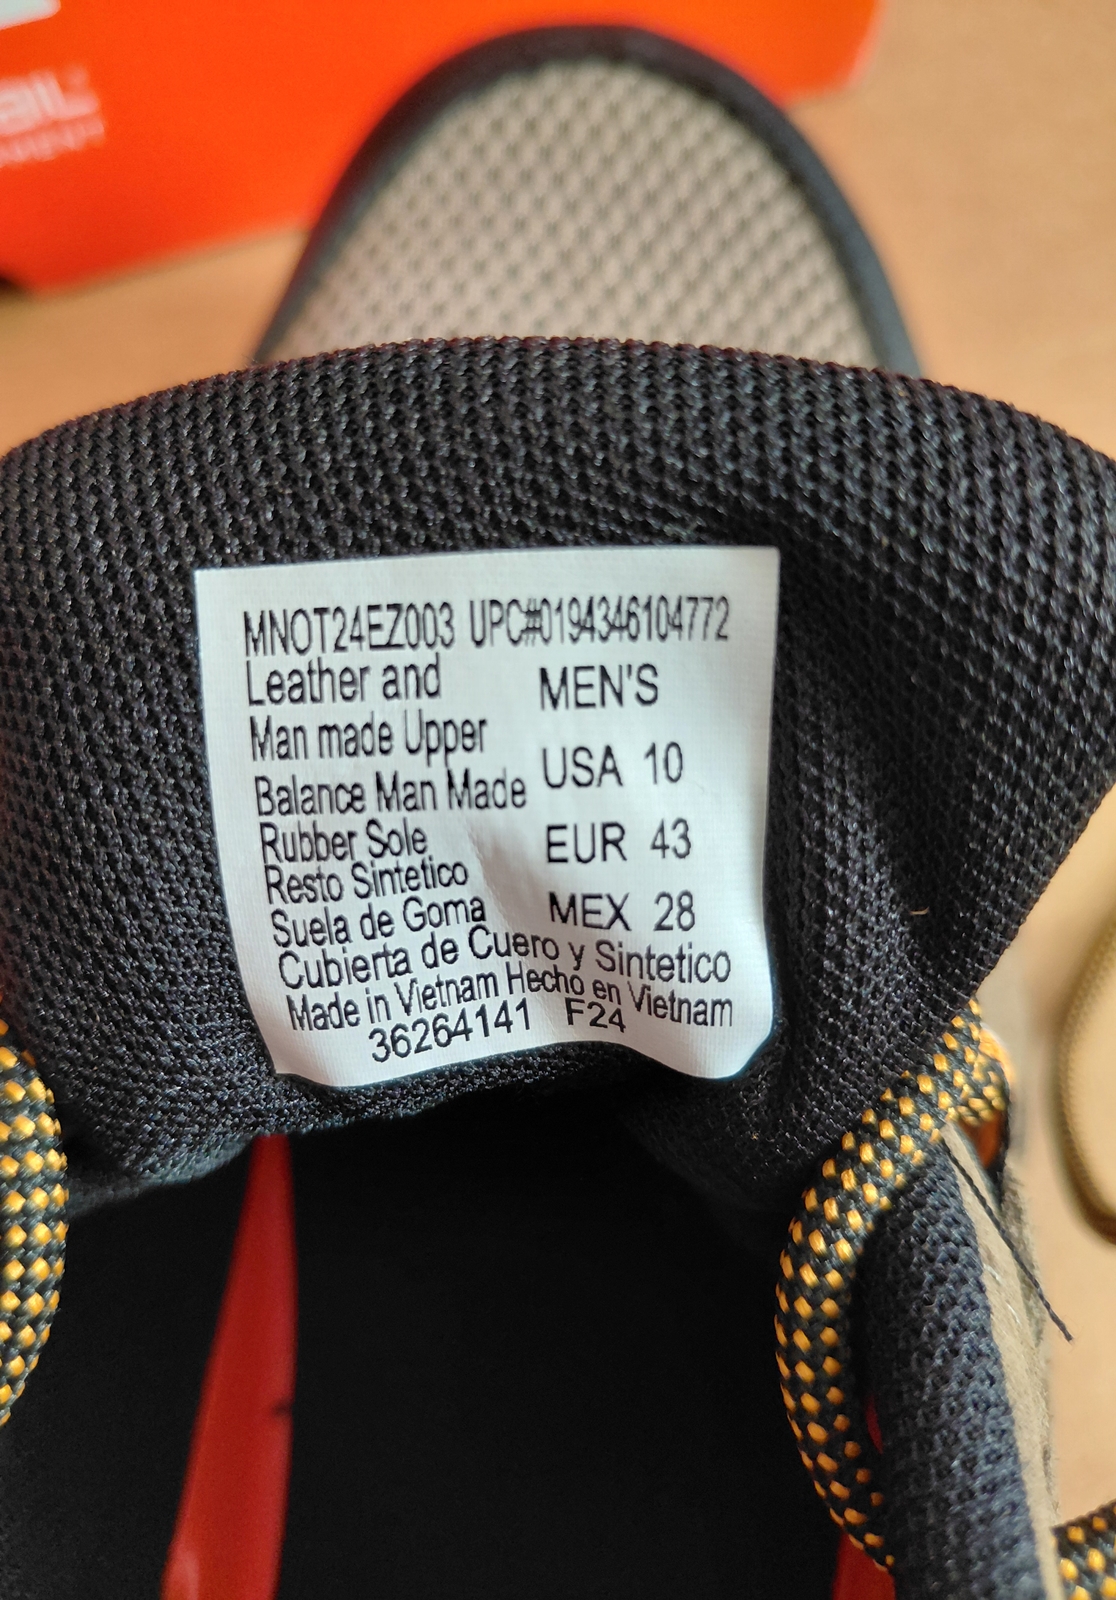 MNOT24EZ003 UPC#0194346104772
Leather and
Man made Upper
Balance Man Made
Rubber Sole
Resto Sintetico
Suela de Goma
Cubierta de Cuero y Sintetico
Made in Vietnam Hecho en Vietnam
36264141 F24
MEN'S
USA 10
EUR 43
MEX 28